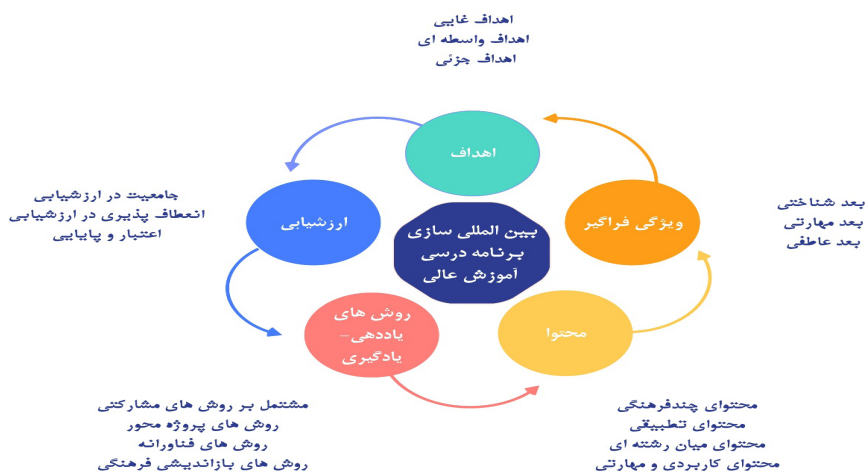 اهداف غایی
اهداف واسطه ای
اهداف جزئی
اهداف
ویژگی فراگیر
بعد شناختی
بعد مهارتی
بعد عاطفی
بین المللی سازی
برنامه درسی
آموزش عالی
ارزشیابی
جامعیت در ارزشیابی
انعطاف پذیری در ارزشیابی
اعتبار و پایایی
محتوا
محتوای چندفرهنگی
محتوای تطبیقی
محتوای میان رشته ای
محتوای کاربردی و مهارتی
روش های
یاددهی–
یادگیری
مشتمل بر روش های مشارکتی
روش های پروژه محور
روش های فناورانه
روش های بازاندیشی فرهنگی